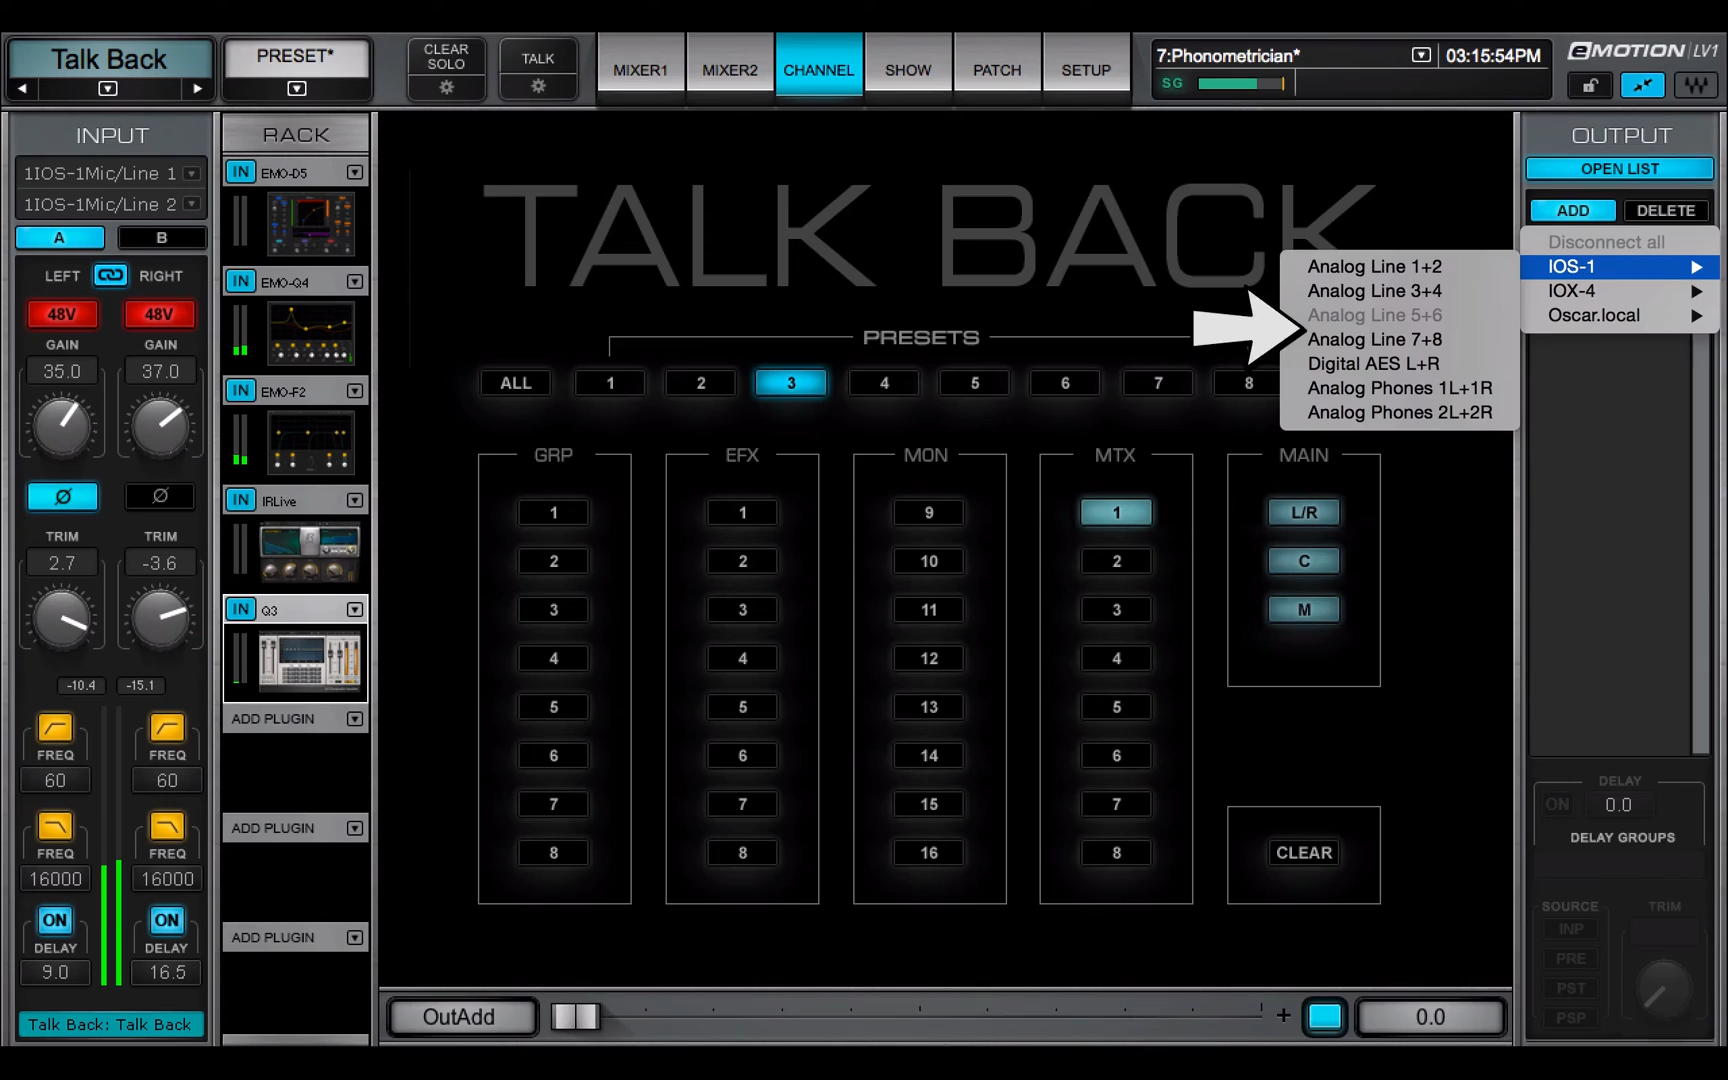 Talk Back
PRESET*
CLEAR
SOLO
TALK
MIXER1
MIXER2
CHANNEL
SHOW
PATCH
SETUP
7:Phonometrician*
03:15:54PM
SG
eMOTION | LV1
INPUT
1IOS-1Mic/Line 1
1IOS-1Mic/Line 2
A
B
LEFT
RIGHT
48V
48V
GAIN
GAIN
35.0
37.0
Ø
Ø
TRIM
TRIM
2.7
-3.6
-10.4
-15.1
FREQ
FREQ
60
60
FREQ
FREQ
16000
16000
ON
ON
DELAY
DELAY
9.0
16.5
Talk Back: Talk Back
RACK
IN
EMO-D5
IN
EMO-Q4
IN
EMO-F2
IN
IRLive
IN
Q3
ADD PLUGIN
ADD PLUGIN
ADD PLUGIN
TALK BACK
PRESETS
ALL
1
2
3
4
5
6
7
8
GRP
1
2
3
4
5
6
7
8
EFX
1
2
3
4
5
6
7
8
MON
9
10
11
12
13
14
15
16
MTX
1
2
3
4
5
6
7
8
MAIN
L/R
C
M
CLEAR
OutAdd
+
0.0
OUTPUT
OPEN LIST
ADD
DELETE
Disconnect all
IOS-1
IOX-4
Oscar.local
Analog Line 1+2
Analog Line 3+4
Analog Line 5+6
Analog Line 7+8
Digital AES L+R
Analog Phones 1L+1R
Analog Phones 2L+2R
DELAY
ON
0.0
DELAY GROUPS
SOURCE
TRIM
INP
PRE
PST
PSP